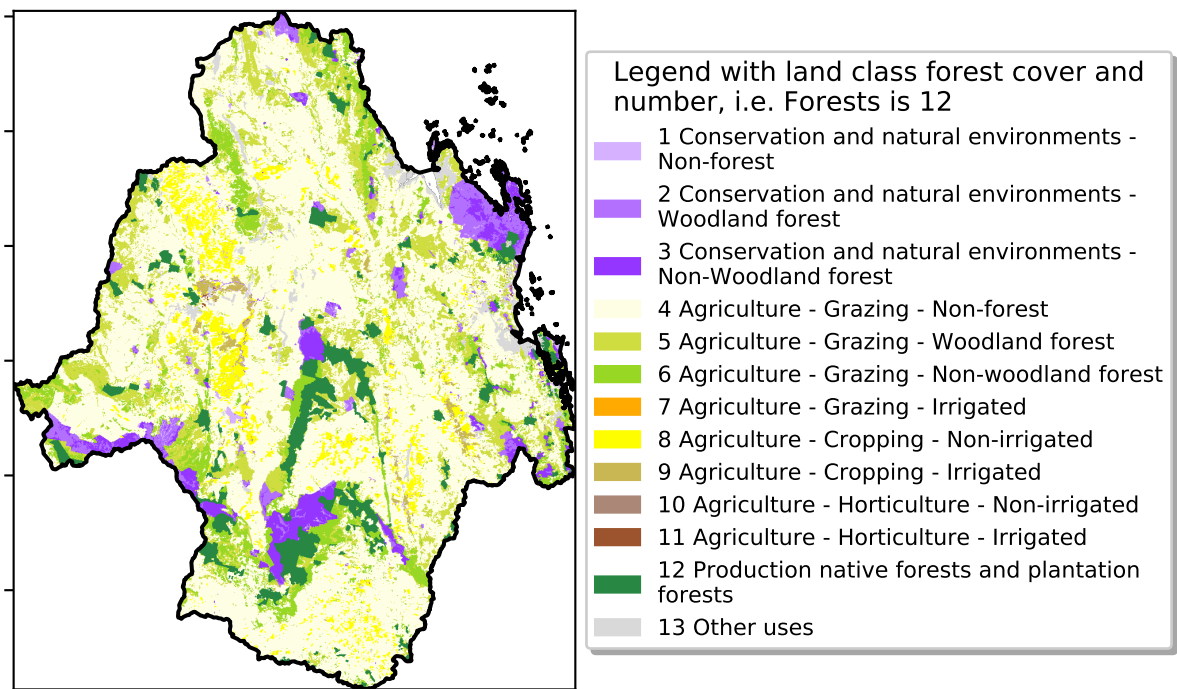 Legend with land class forest cover and
number, i.e. Forests is 12
1 Conservation and natural environments -
Non-forest
2 Conservation and natural environments -
Woodland forest
3 Conservation and natural environments -
Non-Woodland forest
4 Agriculture - Grazing - Non-forest
5 Agriculture - Grazing - Woodland forest
6 Agriculture - Grazing - Non-woodland forest
7 Agriculture - Grazing - Irrigated
8 Agriculture - Cropping - Non-irrigated
9 Agriculture - Cropping - Irrigated
10 Agriculture - Horticulture - Non-irrigated
11 Agriculture - Horticulture - Irrigated
12 Production native forests and plantation
forests
13 Other uses